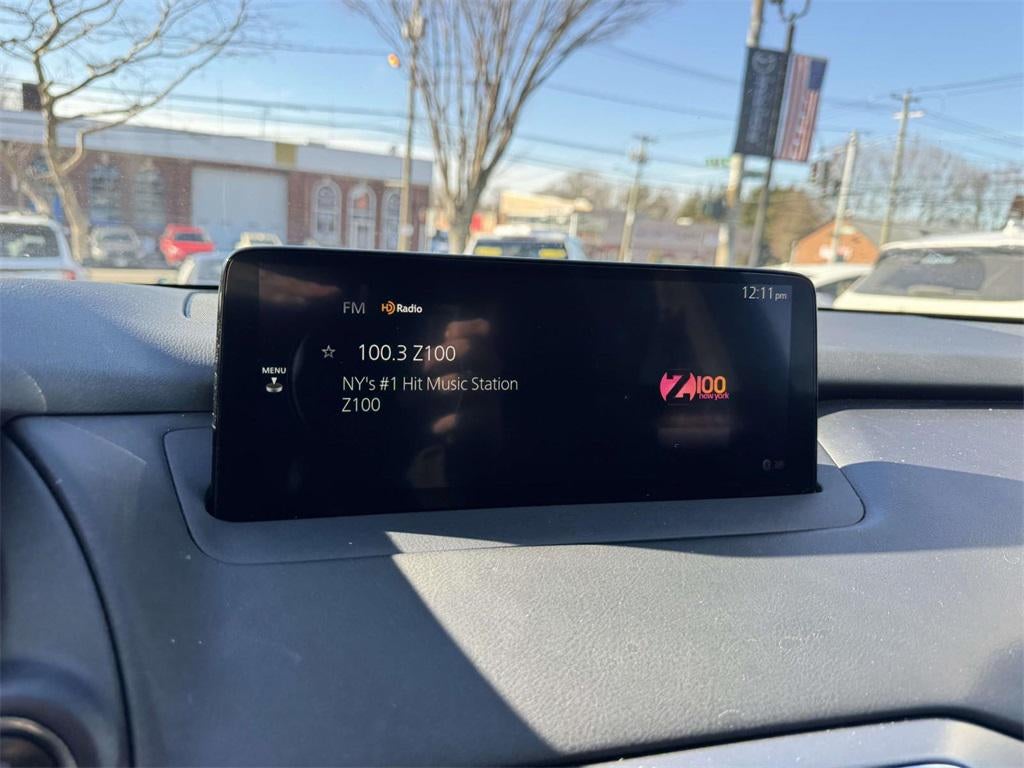 12:11 pm
FM HD Radio
☆ 100.3 Z100
MENU
NY's #1 Hit Music Station
Z100
Z100
new york